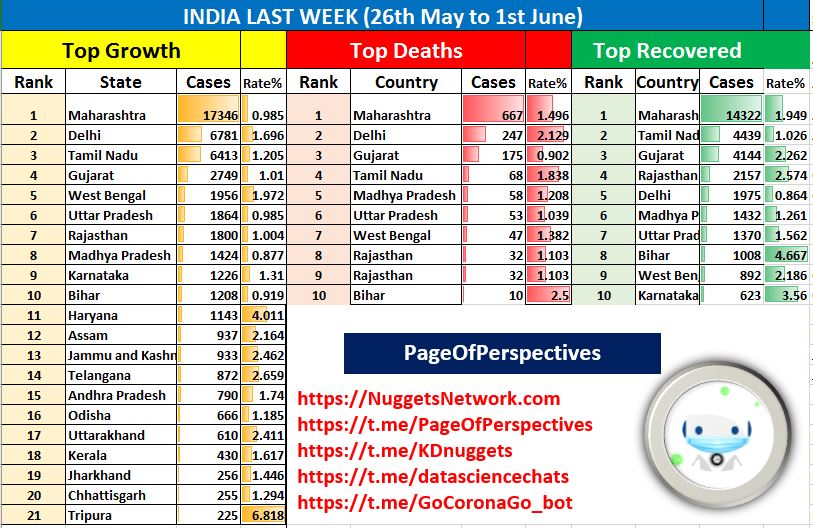 INDIA LAST WEEK (26th May to 1st June)
Top Growth Top Deaths Top Recovered
Rank State Cases Rate% Rank Country Cases Rate% Rank Country Cases Rate%
1 Maharashtra 17346 0.985 1 Maharashtra 667 1.496 1 Maharash 14322 1.949
2 Delhi 6781 1.696 2 Delhi 247 2.129 2 Tamil Nad 4439 1.026
3 Tamil Nadu 6413 1.205 3 Gujarat 175 0.902 3 Gujarat 4144 2.262
4 Gujarat 2749 1.01 4 Tamil Nadu 68 1.838 4 Rajasthan 2157 2.574
5 West Bengal 1956 1.972 5 Madhya Pradesh 58 1.208 5 Delhi 1975 0.864
6 Uttar Pradesh 1864 0.985 6 Uttar Pradesh 53 1.039 6 Madhya P 1432 1.261
7 Rajasthan 1800 1.004 7 West Bengal 47 1.382 7 Uttar Prad 1370 1.562
8 Madhya Pradesh 1424 0.877 8 Rajasthan 32 1.103 8 Bihar 1008 4.667
9 Karnataka 1226 1.31 9 Rajasthan 32 1.103 9 West Ben 892 2.186
10 Bihar 1208 0.919 10 Bihar 10 2.5 10 Karnataka 623 3.56
11 Haryana 1143 4.011
12 Assam 937 2.164
13 Jammu and Kashn 933 2.462
14 Telangana 872 2.659
15 Andhra Pradesh 790 1.74
16 Odisha 666 1.185
17 Uttarakhand 610 2.411
18 Kerala 430 1.617
19 Jharkhand 256 1.446
20 Chhattisgarh 255 1.294
21 Tripura 225 6.818
PageOfPerspectives
https://NuggetsNetwork.com
https://t.me/PageOfPerspectives
https://t.me/KDnuggets
https://t.me/datasciencechats
https://t.me/GoCoronaGo_bot